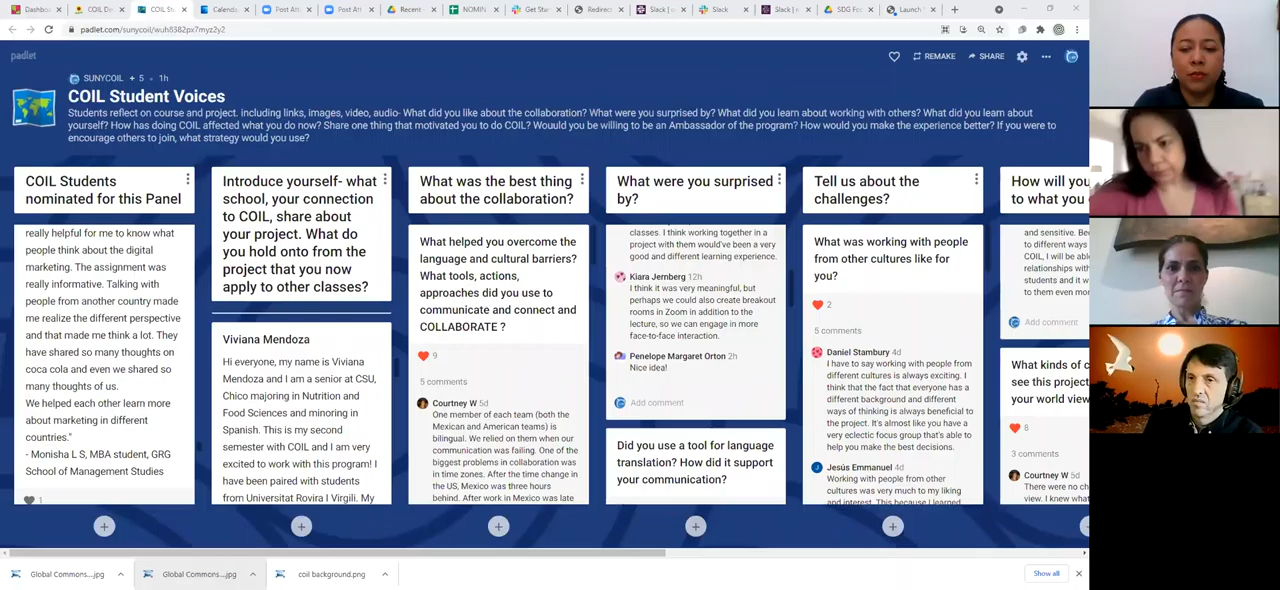 Dashbo
COIL De
COIL St
Calenda
Post Att
Post Att
Recent -
NOMIN
Get Star
Redirec
Slack | 
Slack
Slack | 
SDG Foc
Launch
padlet.com/sunycoil/wuh8382px7myz2y2
padlet
REMAKE
SHARE
SUNYCOIL + 5 • 1h
COIL Student Voices
Students reflect on course and project. including links, images, video, audio- What did you like about the collaboration? What were you surprised by? What did you learn about working with others? What did you learn about
yourself? How has doing COIL affected what you do now? Share one thing that motivated you to do COIL? Wouuld you be willing to be an Ambassador of the program? How would you make the experience better? If you were to
encourage others to join, what strategy would you use?
COIL Students
nominated for this Panel
really helpful for me to know what
people think about the digital
marketing. The assignment was
really informative. Talking with
people from another country made
me realize the different perspective
and that made me think a lot. They
have shared so many thoughts on
coca cola and even we shared so
many thoughts of us.
We helped each other learn more
about marketing in different
countries."
- Monisha L S, MBA student, GRG
School of Management Studies
1
Introduce yourself- what
school, your connection
to COIL, share about
your project. What do
you hold onto from the
project that you now
apply to other classes?
Viviana Mendoza
Hi everyone, my name is Viviana
Mendoza and I am a senior at CSU,
Chico majoring in Nutrition and
Food Sciences and minoring in
Spanish. This is my second
semester with COIL and I am very
excited to work with this program! I
have been paired with students
from Universitat Rovira I Virgili. My
What was the best thing
about the collaboration?
What helped you overcome the
language and cultural barriers?
What tools, actions,
approaches did you use to
communicate and connect and
COLLABORATE ?
9
5 comments
Courtney W 5d
One member of each team (both the
Mexican and American teams) is
bilingual. We relied on them when our
communication was failing. One of the
biggest problems in collaboration was
in time zones. After the time change in
the US, Mexico was three hours
behind. After work in Mexico was late
What were you surprised
by?
classes. I think working together in a
project with them would've been a very
good and different learning experience.
Kiara Jernberg 12h
I think it was very meaningful, but
perhaps we could also create breakout
rooms in Zoom in addition to the
lecture, so we can engage in more
face-to-face interaction.
Penelope Margaret Orton 2h
Nice idea!
Add comment
Did you use a tool for language
translation? How did it support
your communication?
Tell us about the
challenges?
What was working with people
from other cultures like for
you?
2
5 comments
Daniel Stambury 4d
I have to say working with people from
different cultures is always exciting. I
think that the fact that everyone has a
different background and different
ways of thinking is always beneficial to
the project. It's almost like you have a
very eclectic focus group that's able to
help you make the best decisions.
Jesús Emmanuel 4d
Working with people from other
cultures was very much to my liking
and interest. This because I learned
How will you
to what you
and sensitive. Be
to different ways
COIL, I will be abl
relationships with
students and it w
to them even mor
Add comment
What kinds of c
see this project
your world view
8
3 comments
Courtney W 5d
There were no ch
view. I knew what
Global Commons....jpg
Global Commons....jpg
coil background.png
Show all